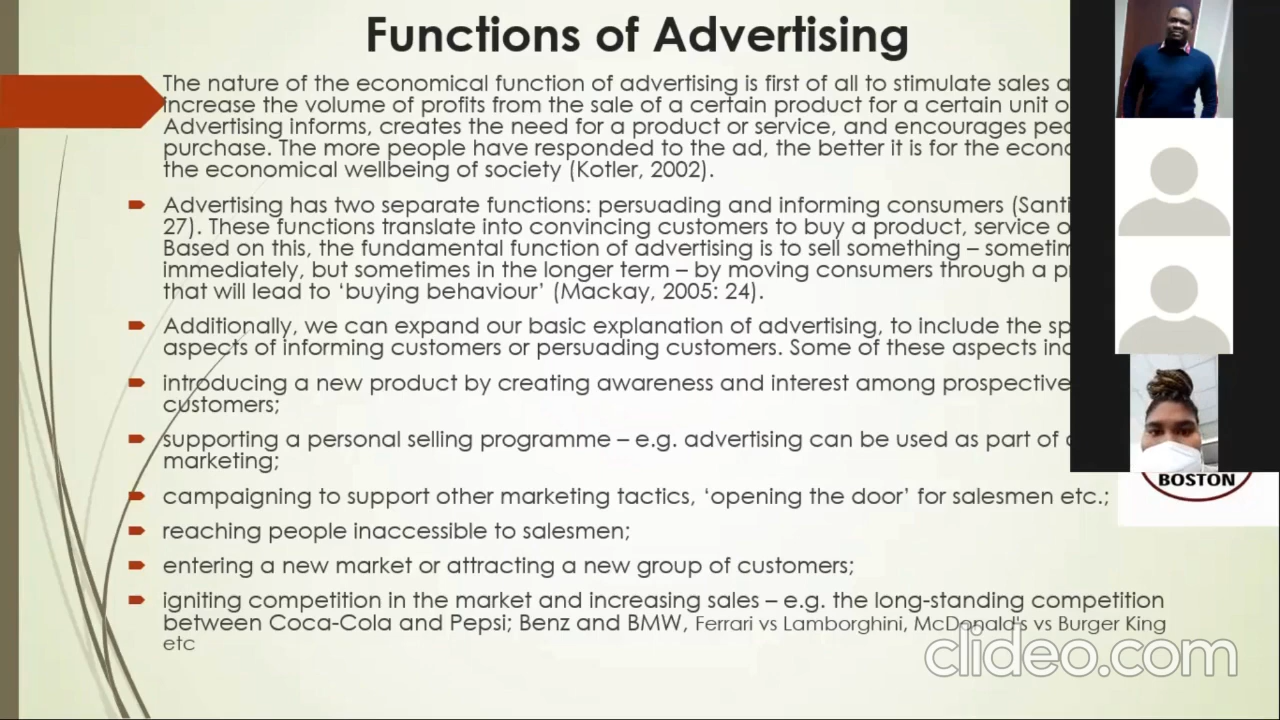 Functions of Advertising
The nature of the economical function of advertising is first of all to stimulate sales a
increase the volume of profits from the sale of a certain product for a certain unit o
Advertising informs, creates the need for a product or service, and encourages
purchase. The more people have responded to the ad, the better it is for the
the economical wellbeing of society (Kotler, 2002).
Advertising has two separate functions: persuading and informing consumers
27). These functions translate into convincing customers to buy a product, service
Based on this, the fundamental function of advertising is to sell something –
immediately, but sometimes in the longer term – by moving consumers through a
that will lead to ‘buying behaviour’ (Mackay, 2005: 24).
Additionally, we can expand our basic explanation of advertising, to include the
aspects of informing customers or persuading customers. Some of these aspects
introducing a new product by creating awareness and interest among prospective
customers;
supporting a personal selling programme – e.g. advertising can be used as part of
marketing;
campaigning to support other marketing tactics, ‘opening the door’ for salesmen etc.;
reaching people inaccessible to salesmen;
entering a new market or attracting a new group of customers;
igniting competition in the market and increasing sales – e.g. the long-standing competition
between Coca-Cola and Pepsi; Benz and BMW, Ferrari vs Lamborghini, McDonald's vs Burger King
etc
BOSTON
clideo.com